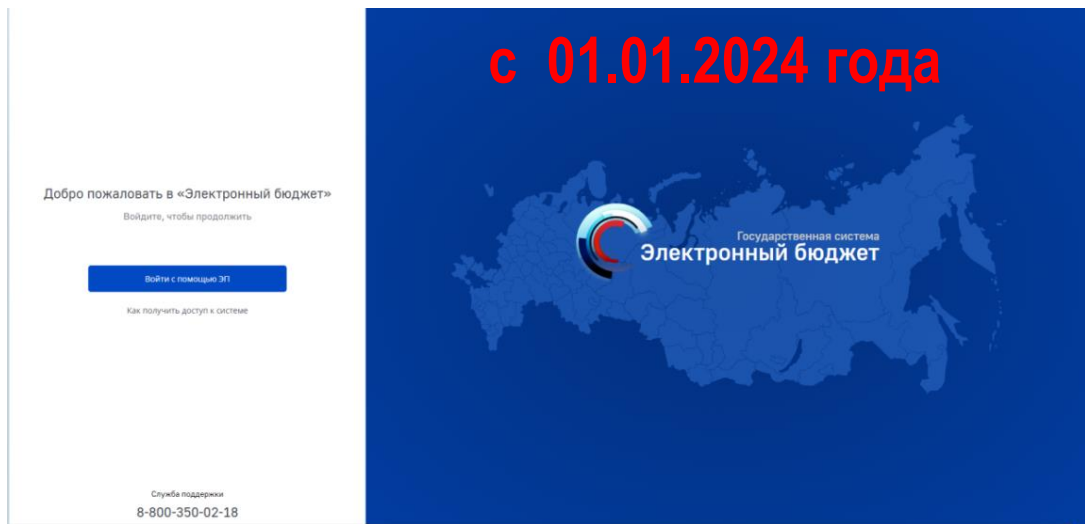 с 01.01.2024 года
Добро пожаловать в «Электронный бюджет»
Войдите, чтобы продолжить
Войти с помощью ЭП
Как получить доступ к системе
Служба поддержки
8-800-350-02-18
Государственная система
Электронный бюджет